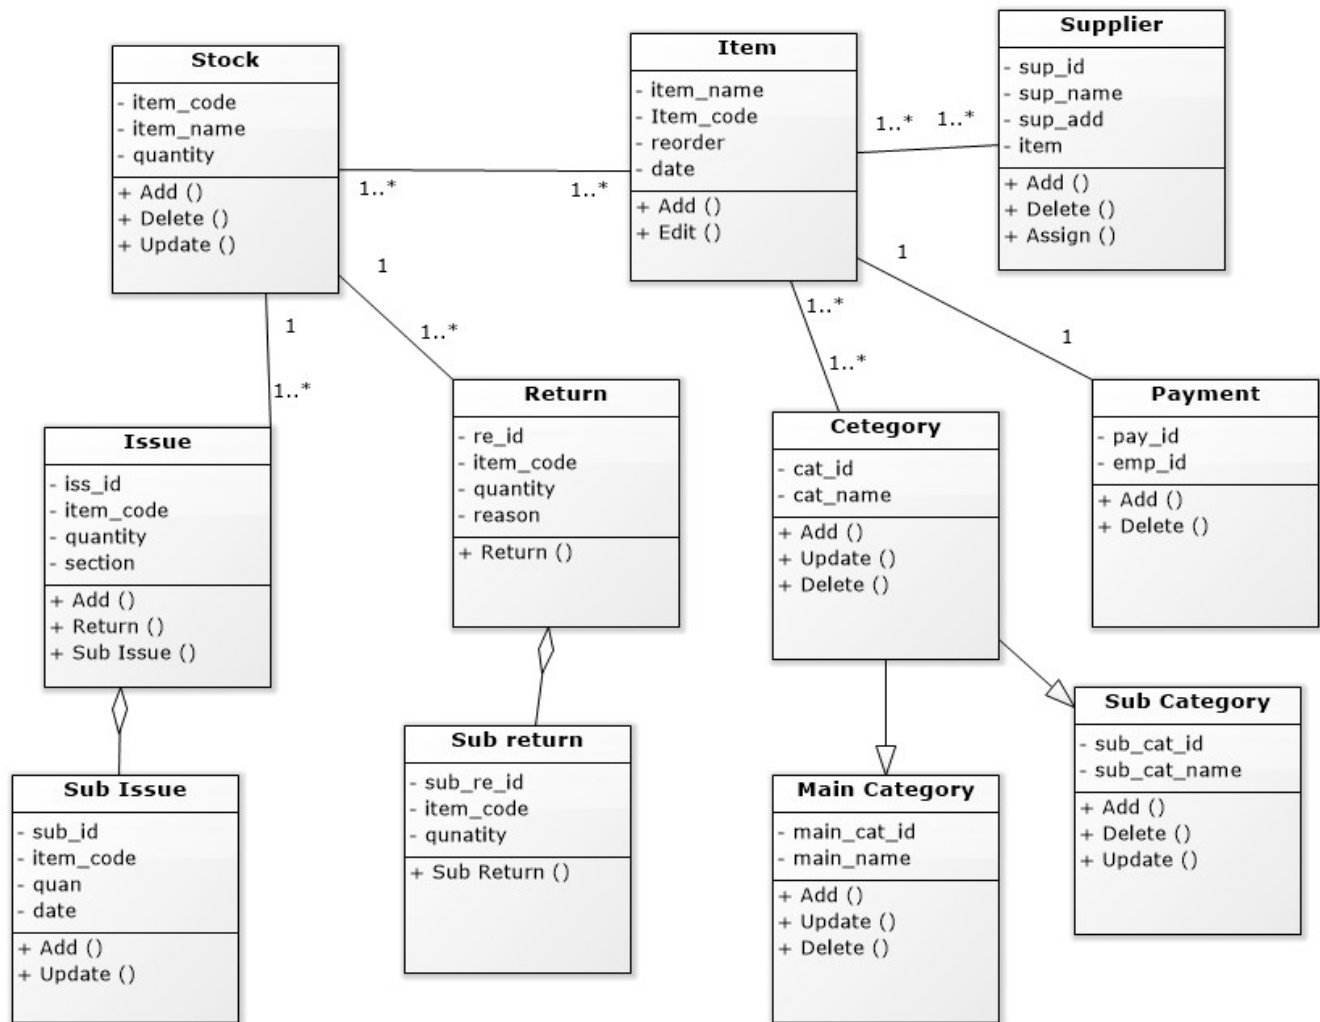 Stock
- item_code
- item_name
- quantity
+ Add ()
+ Delete ()
+ Update ()
Item
- item_name
- Item_code
- reorder
- date
+ Add ()
+ Edit ()
Supplier
- sup_id
- sup_name
- sup_add
- item
+ Add ()
+ Delete ()
+ Assign ()
1..*
1..*
1..*
1..*
1
1..*
1
1..*
1..*
1..*
1
1
Issue
- iss_id
- item_code
- quantity
- section
+ Add ()
+ Return ()
+ Sub Issue ()
Return
- re_id
- item_code
- quantity
- reason
+ Return ()
Cetegory
- cat_id
- cat_name
+ Add ()
+ Update ()
+ Delete ()
Payment
- pay_id
- emp_id
+ Add ()
+ Delete ()
Sub Issue
- sub_id
- item_code
- quan
- date
+ Add ()
+ Update ()
Sub return
- sub_re_id
- item_code
- qunatity
+ Sub Return ()
Main Category
- main_cat_id
- main_name
+ Add ()
+ Update ()
+ Delete ()
Sub Category
- sub_cat_id
- sub_cat_name
+ Add ()
+ Delete ()
+ Update ()